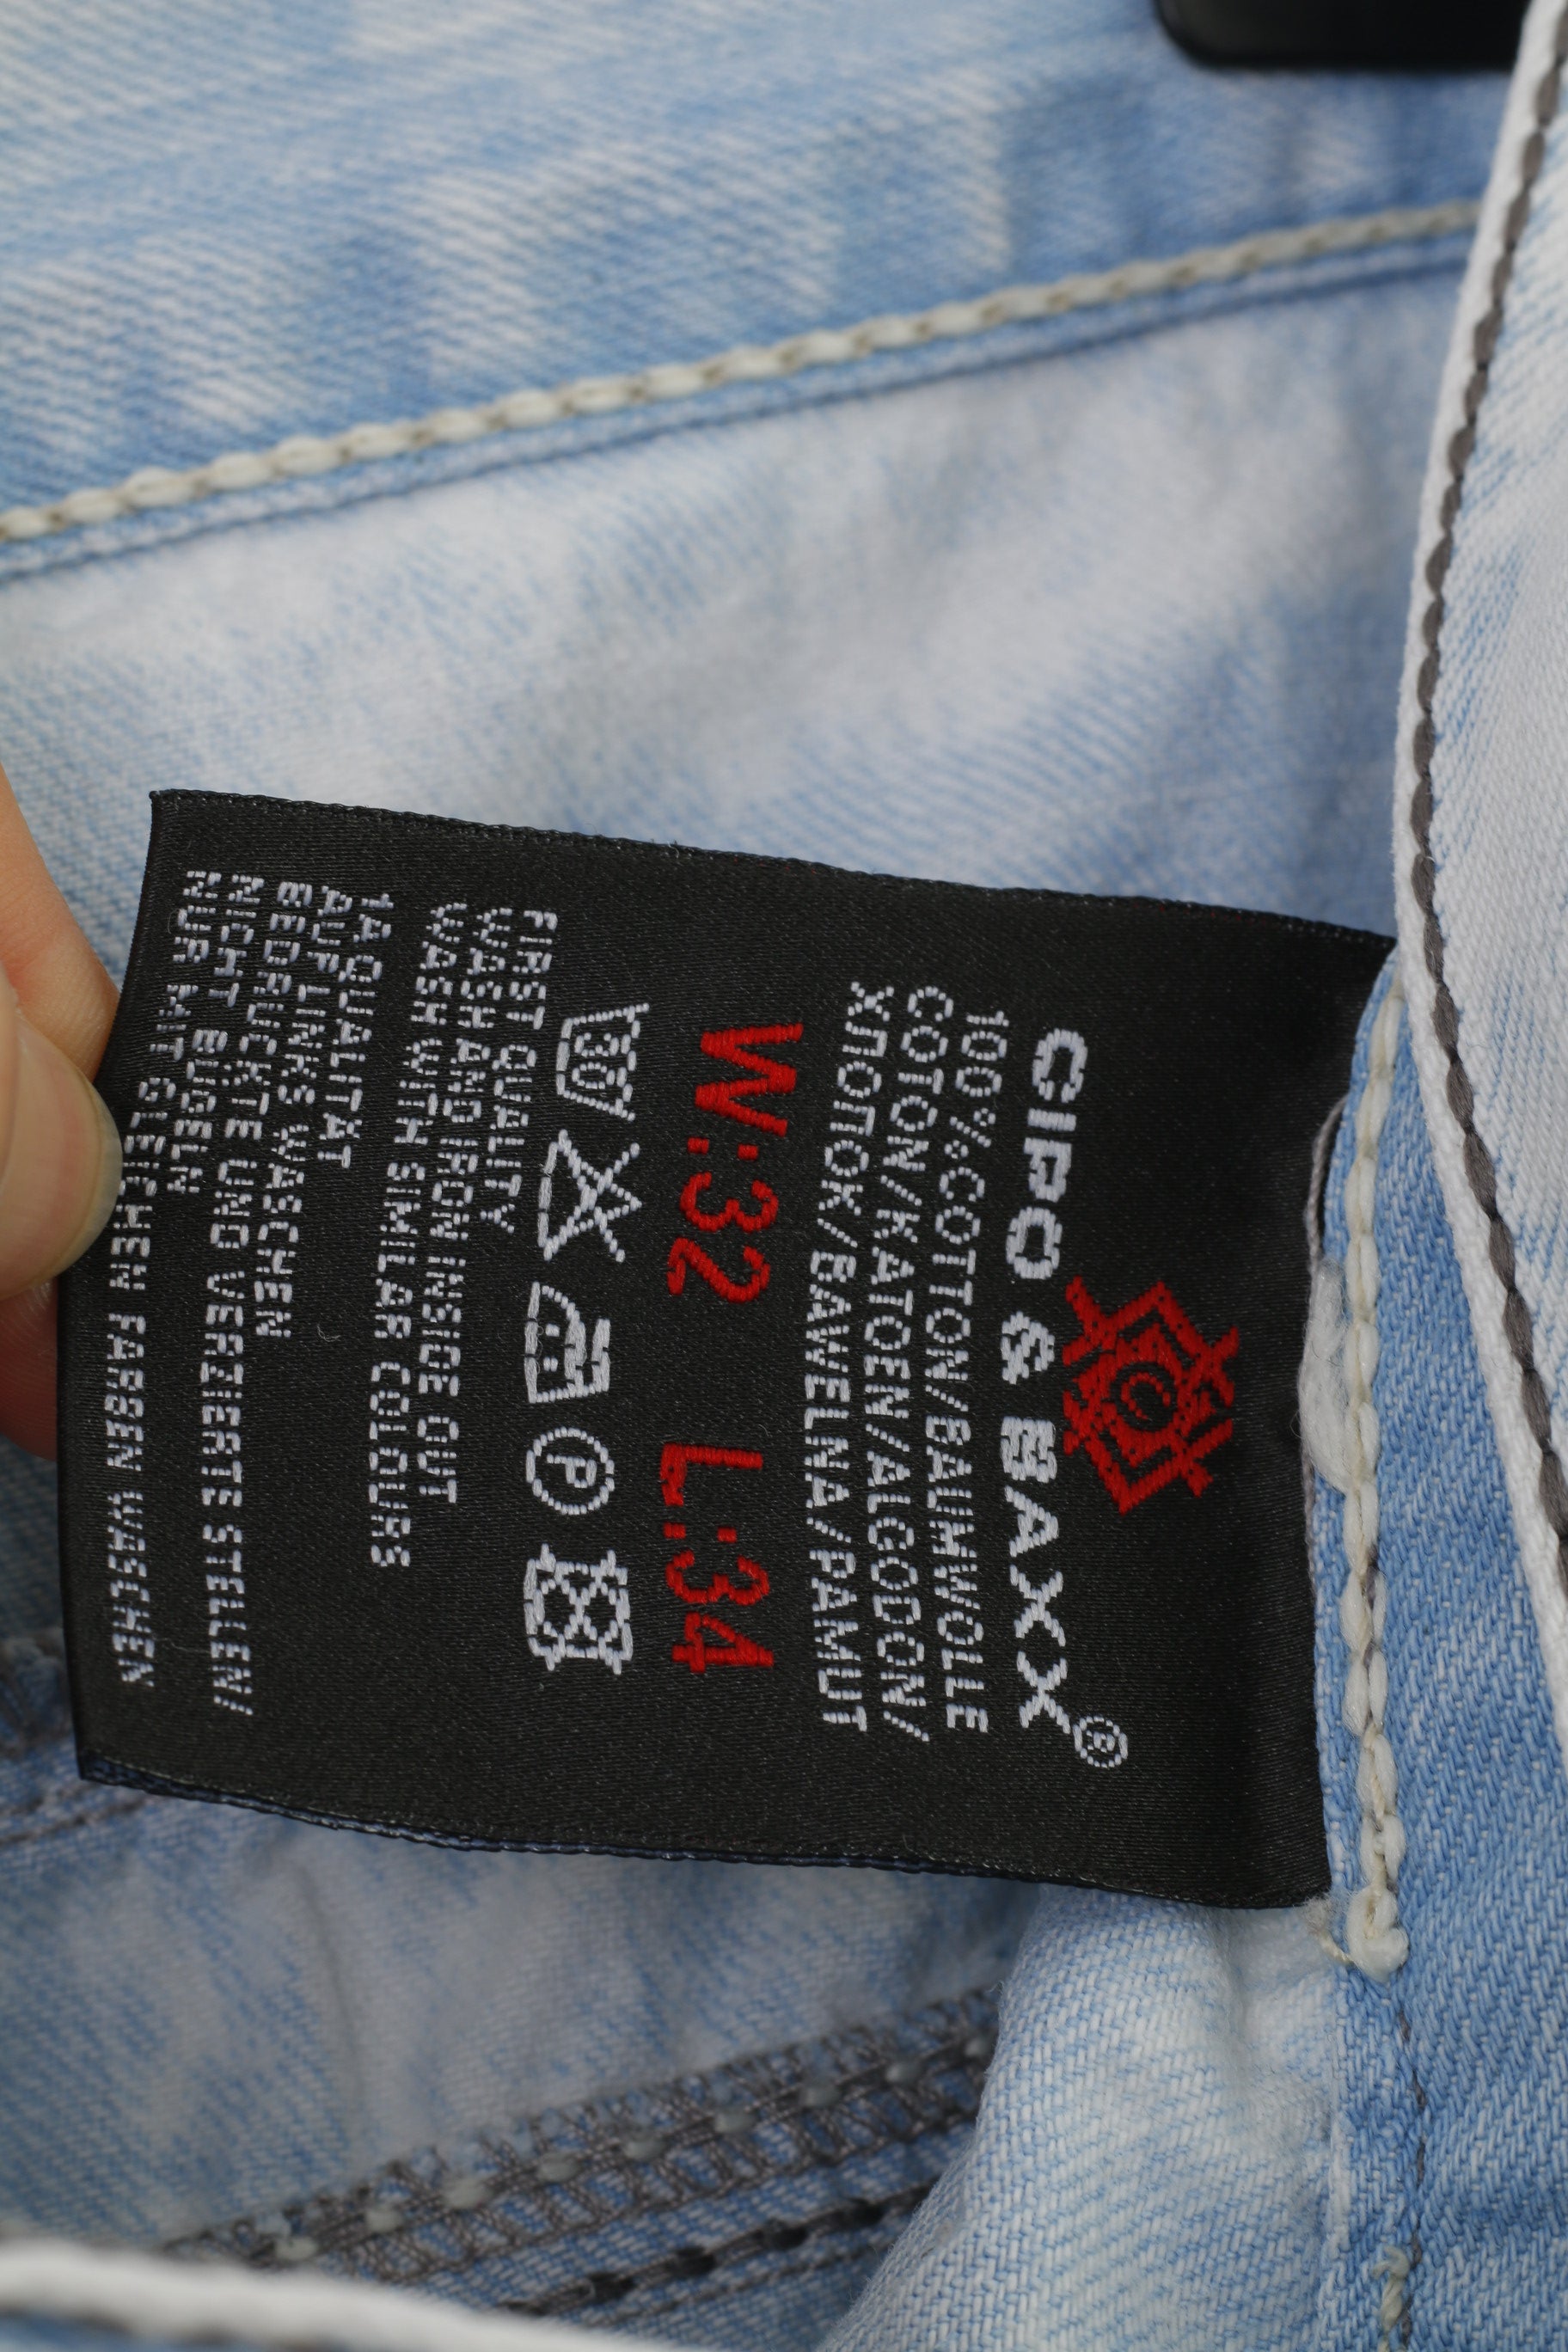 C
CIPO & BAXX®
100%COTTON/BAUMWOLLE
COTON/KATOEN/ALGODON/
ХЛОПОК/BAWELNA/PAMUT
W:32 L:34
30 P
FIRST QUALITY
WASH AND IRON INSIDE OUT
WASH WITH SIMILAR COLOURS
1A QUALITÄT
AUF LINKS WASCHEN
BEDRUCKTE UND VERZIERTE STELLEN/
NICHT BÜGELN
NUR MIT GLEICHEN FARBEN WASCHEN